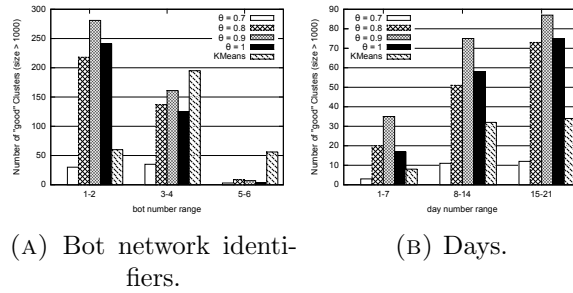 Number of "good" Clusters (size > 1000)
300
250
200
150
100
50
0
θ = 0.7
θ = 0.8
θ = 0.9
θ = 1
KMeans
1-2 3-4 5-6
bot number range
(A) Bot network identi-
fiers.
Number of "good" Clusters (size > 1000)
90
80
70
60
50
40
30
20
10
0
θ = 0.7
θ = 0.8
θ = 0.9
θ = 1
KMeans
1-7 8-14 15-21
day number range
(B) Days.